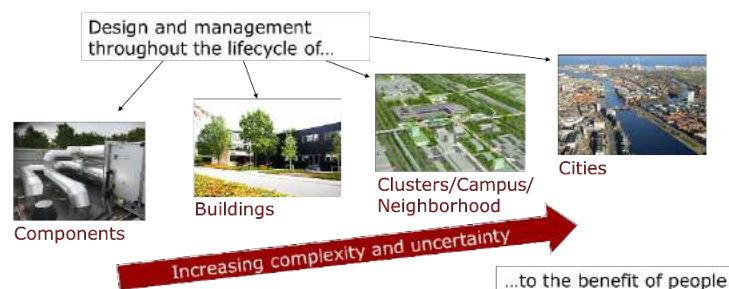 Design and management
throughout the lifecycle of...
Components
Buildings
Clusters/Campus/
Neighborhood
Cities
Increasing complexity and uncertainty
...to the benefit of people